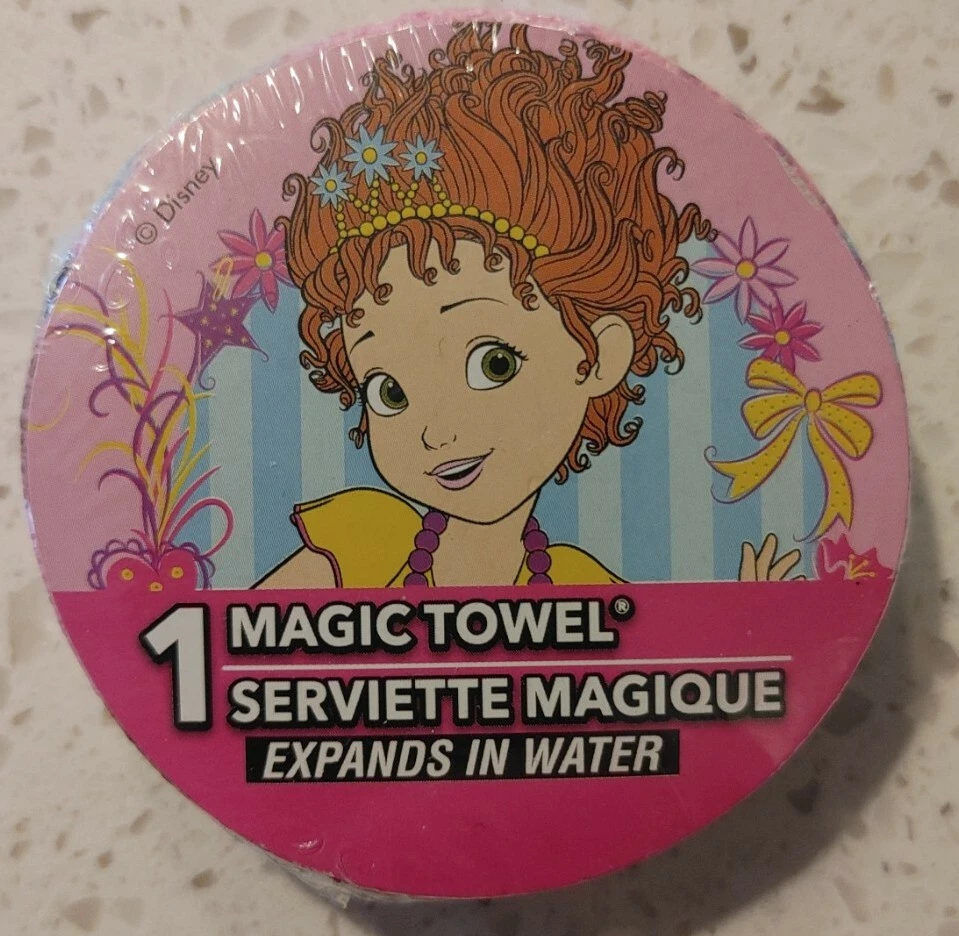 © Disney
1 MAGIC TOWEL®
SERVIETTE MAGIQUE
EXPANDS IN WATER